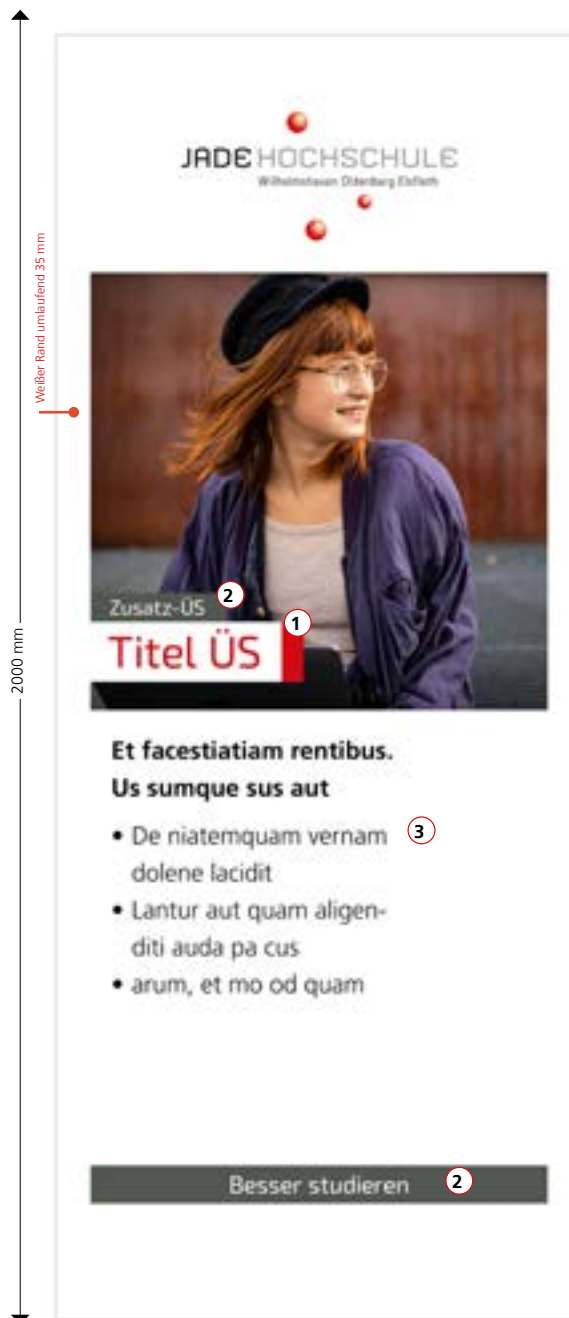 JADE HOCHSCHULE
Wilhelmshaven Oldenburg Elsfleth
Weißer Rand umlaufend 35 mm
2000 mm
Zusatz-ÜS 2
1
Titel ÜS
Et facestiatiam rentibus.
Us sumque sus aut
• De niatemquam vernam 3
dolene lacidit
• Lantur aut quam aligen-
diti auda pa cus
• arum, et mo od quam
Besser studieren 2